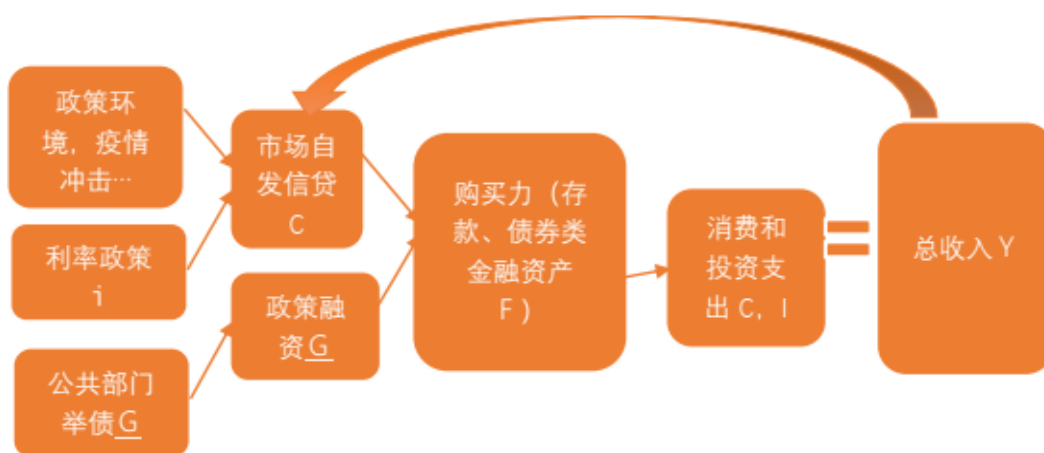 政策环
境，疫情
冲击…
利率政策
i
公共部门
举债G
市场自
发信贷
C
政策融
资G
购买力（存
款、债券类
金融资产
F）
消费和
投资支
出 C，I
总收入 Y